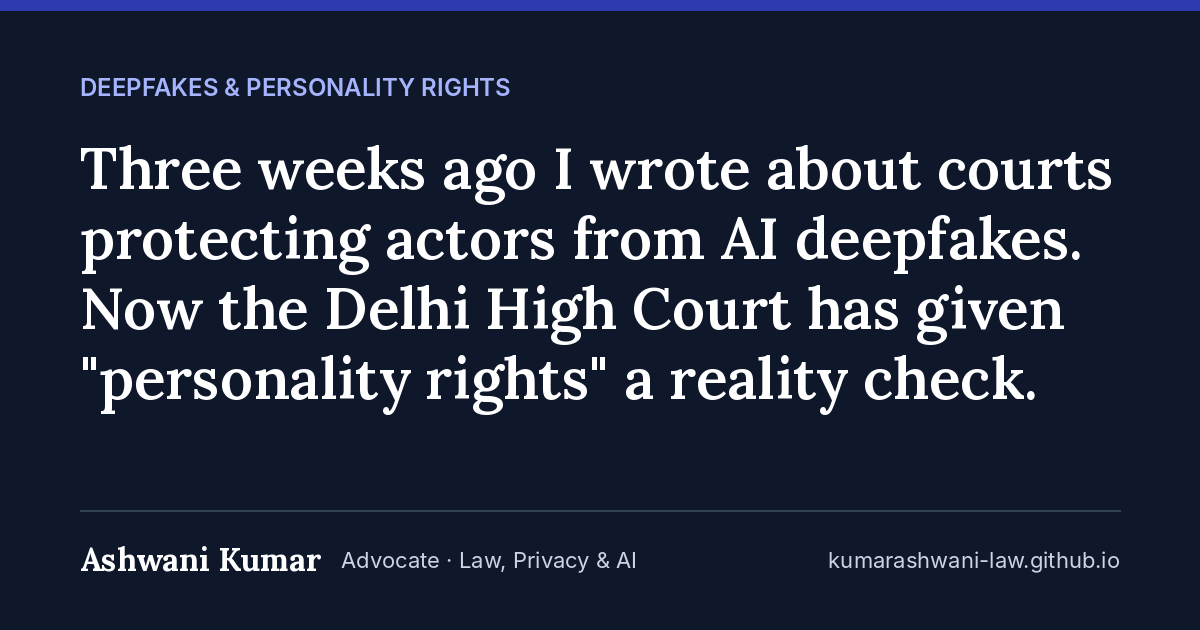 DEEPFAKES & PERSONALITY RIGHTS
Three weeks ago I wrote about courts
protecting actors from AI deepfakes.
Now the Delhi High Court has given
"personality rights" a reality check.
Ashwani Kumar Advocate · Law, Privacy & AI kumarashwani-law.github.io